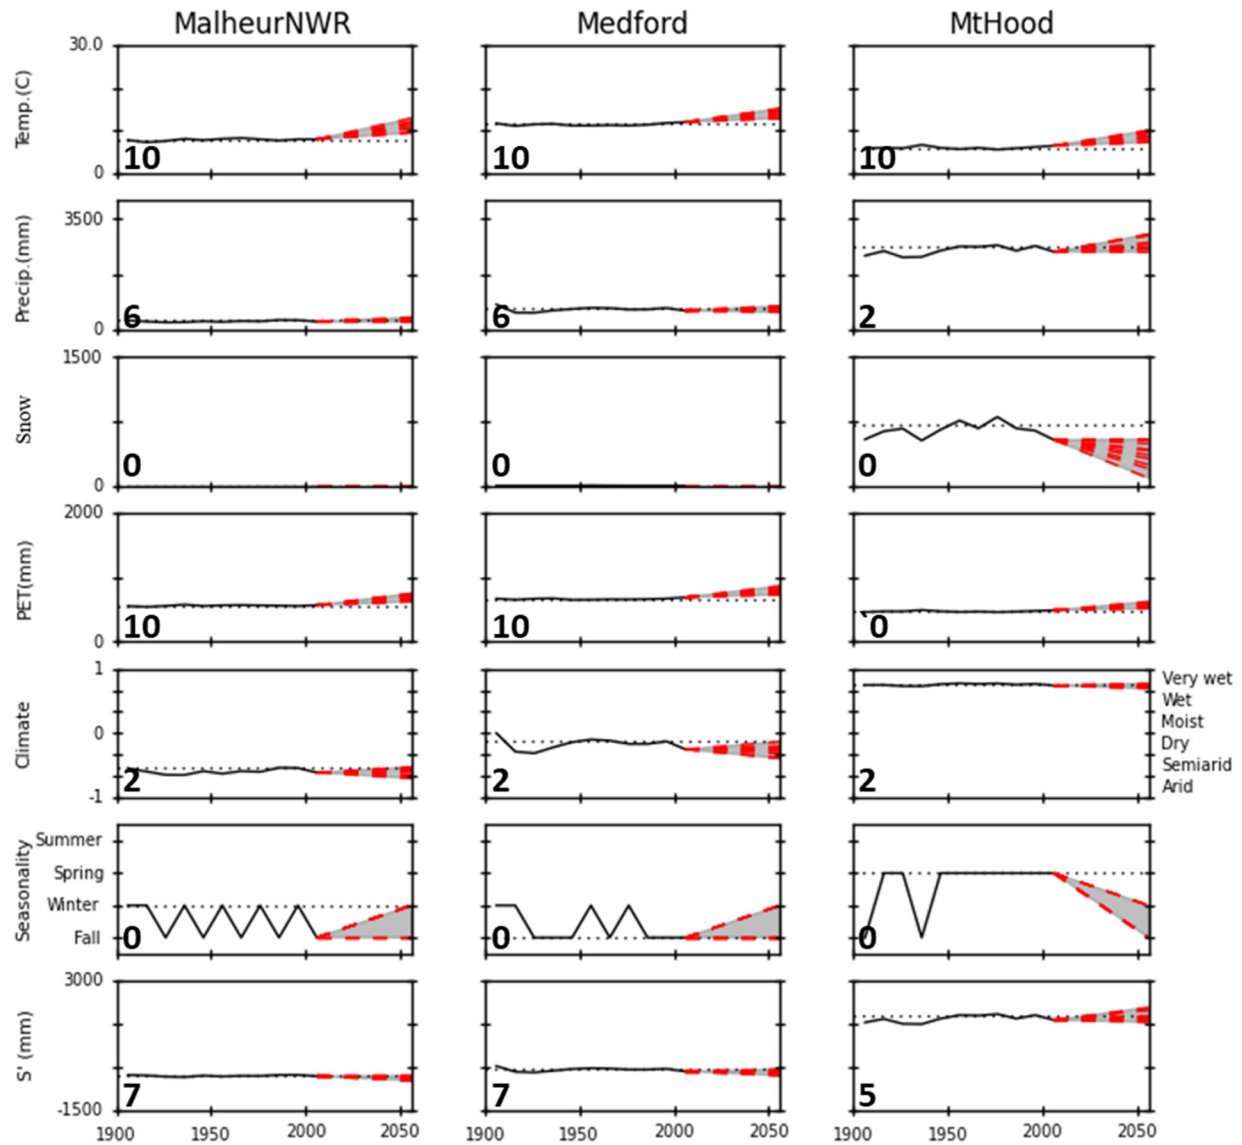 MalheurNWR Medford MtHood
Temp.(C)
30.0
0
10 10 10
Precip.(mm)
3500
0
6 6 2
Snow
1500
0
0 0 0
PET(mm)
2000
0
10 10 `0
Climate
1
0
-1
2 2 2
Very wet
Wet
Moist
Dry
Semiarid
Arid
Seasonality
Summer
Spring
Winter
Fall
0 0 0
S' (mm)
3000
-1500
7 7 5
1900 1950 2000 2050 1900 1950 2000 2050 1900 1950 2000 2050